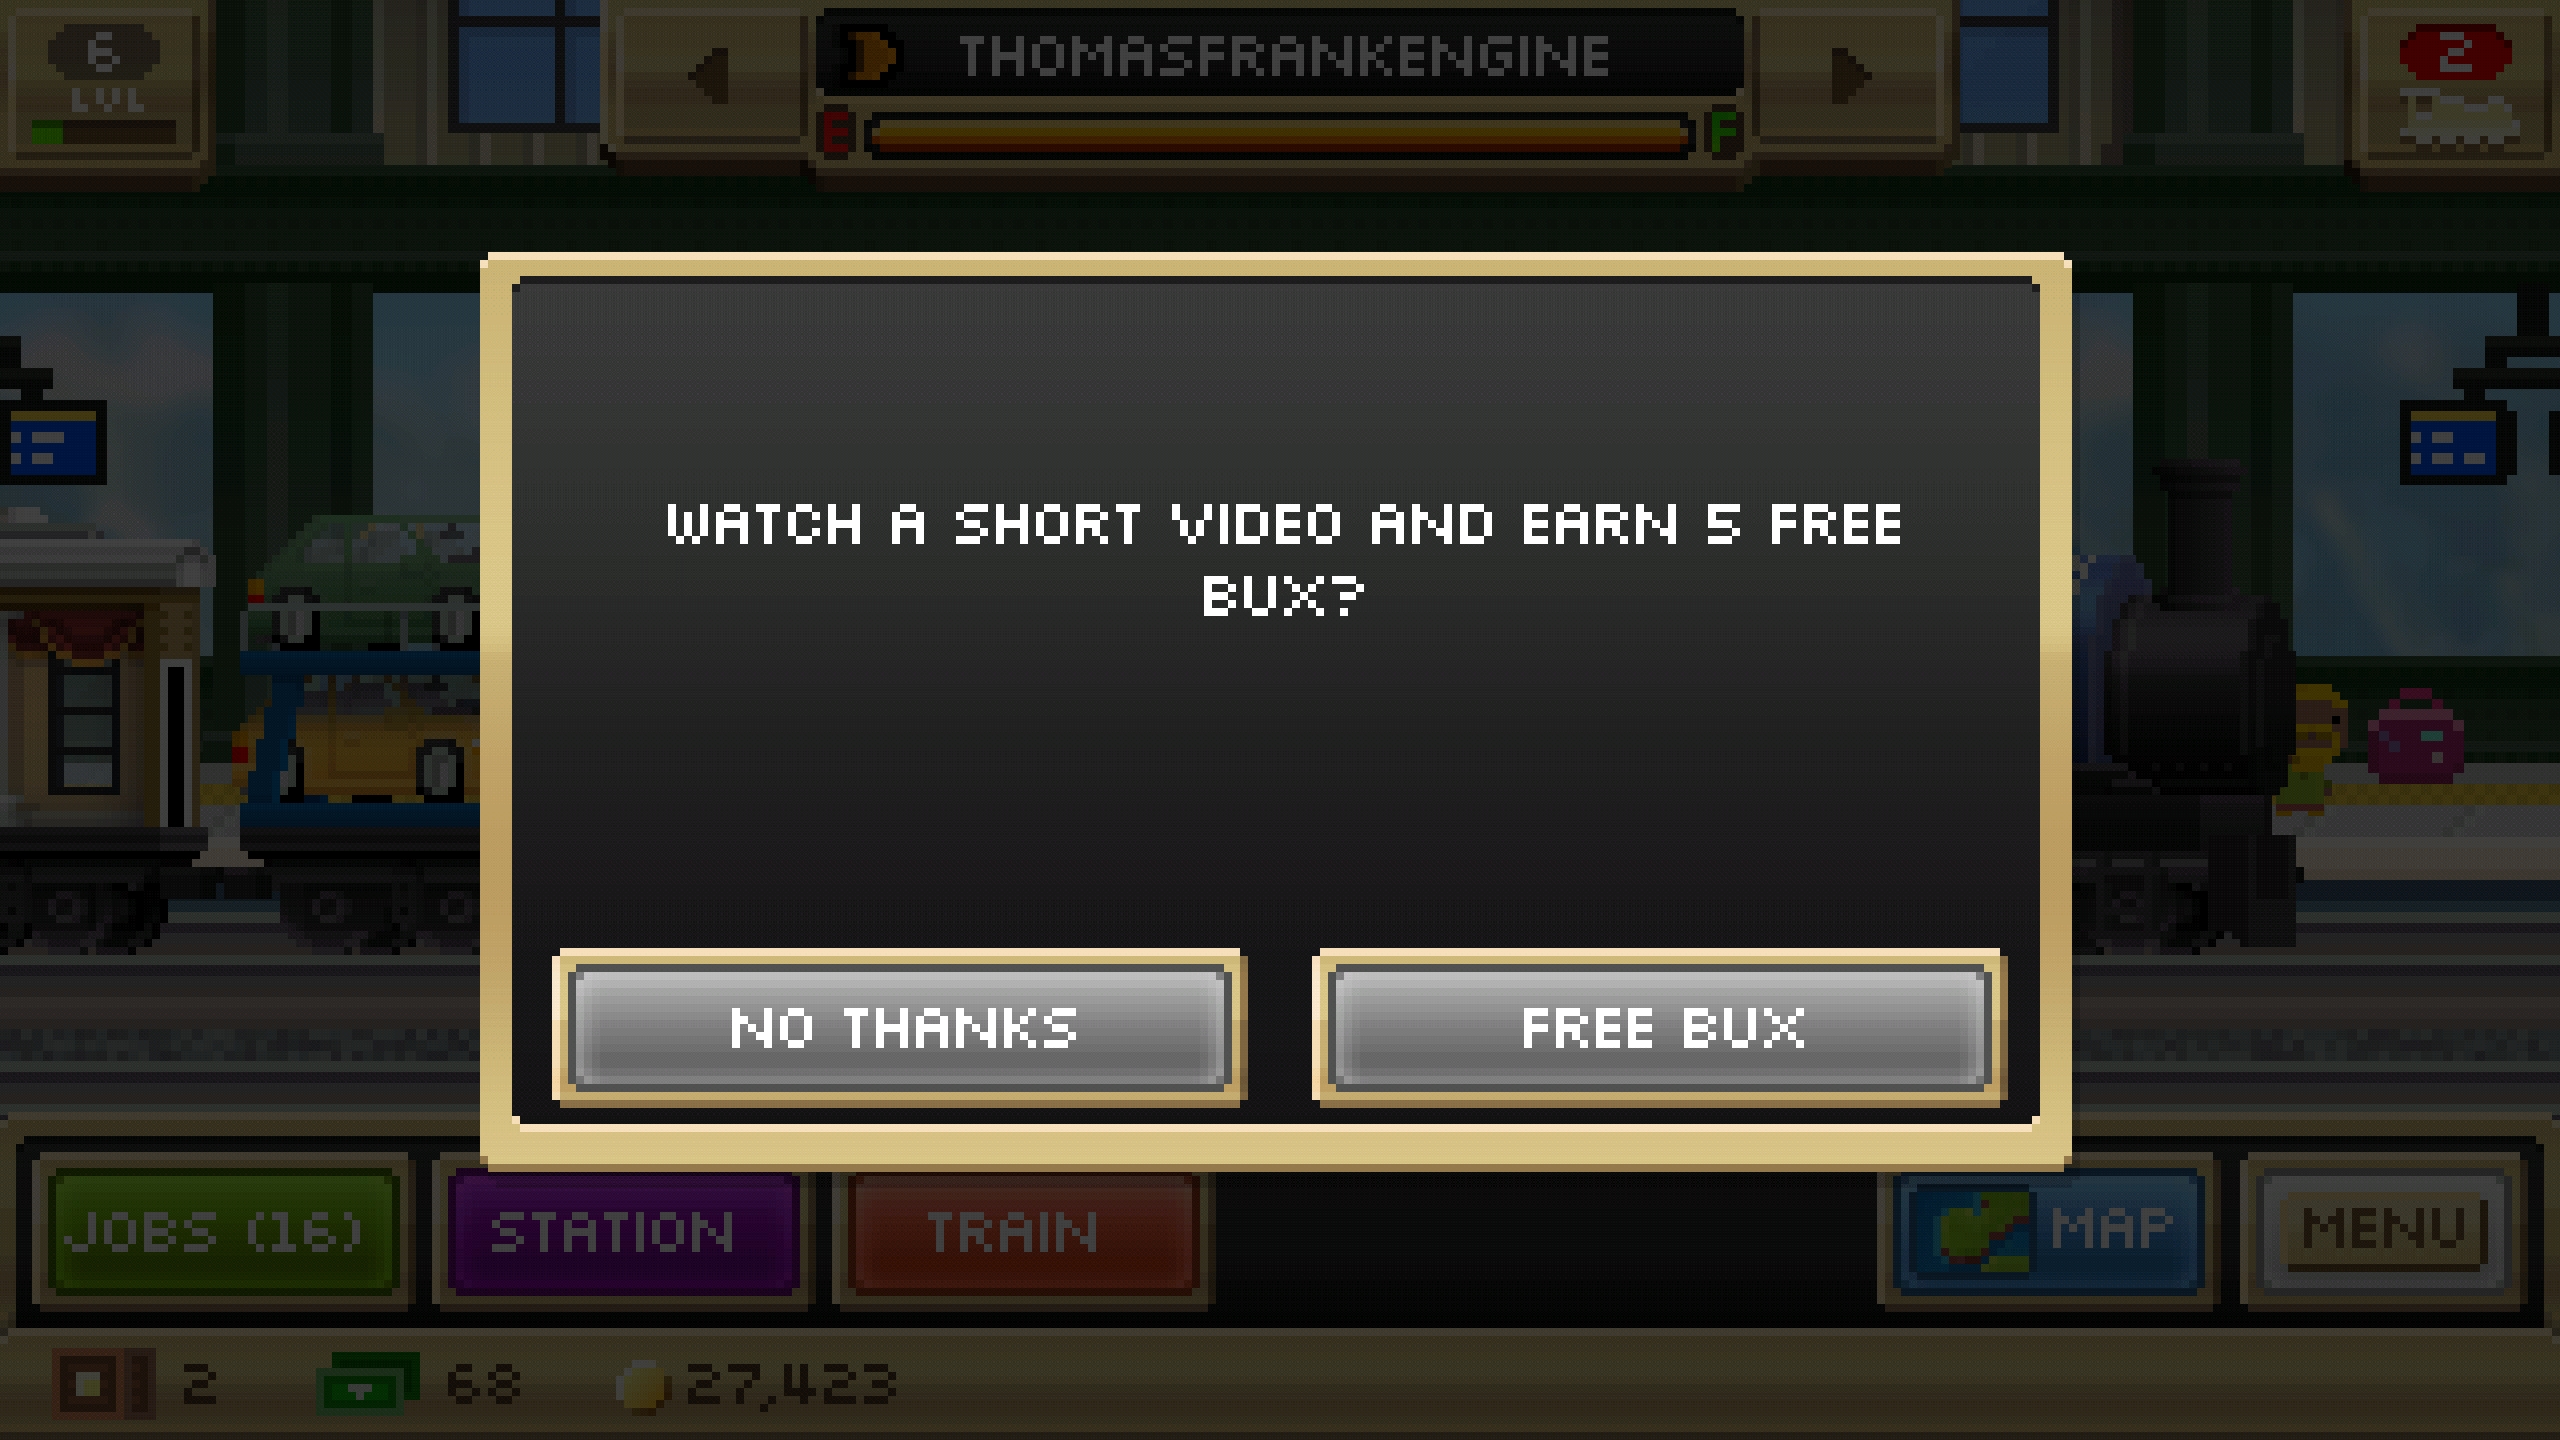 6
LVL
THOMASFRANKENGINE
E F
2
WATCH A SHORT VIDEO AND EARN 5 FREE
BUX?
NO THANKS FREE BUX
JOBS (16) STATION TRAIN MAP MENU
2 68 27,423